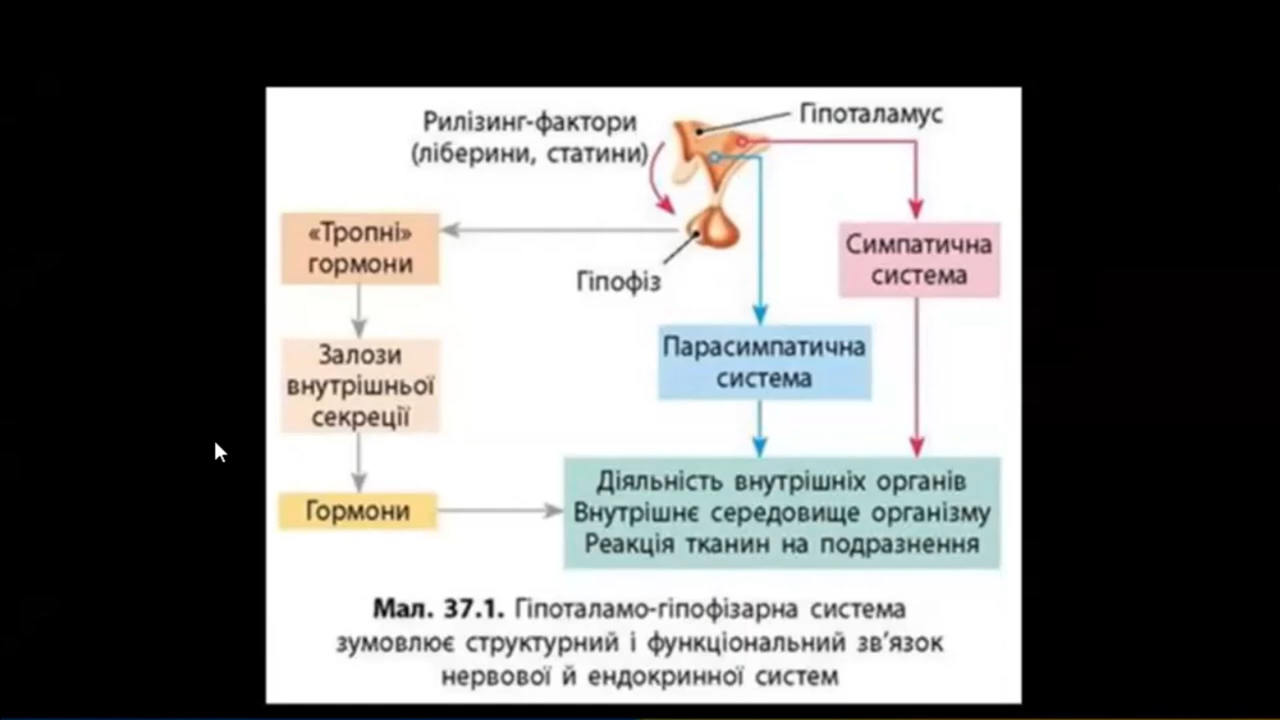 Рилізинг-фактори
(ліберини, статини)
Гіпоталамус
«Тропні»
гормони
Гіпофіз
Симпатична
система
Залози
внутрішньої
секреції
Парасимпатична
система
Гормони
Діяльність внутрішніх органів
Внутрішнє середовище організму
Реакція тканин на подразнення
Мал. 37.1. Гіпоталамо-гіпофізарна система
зумовлює структурний і функціональний зв’язок
нервової й ендокринної систем